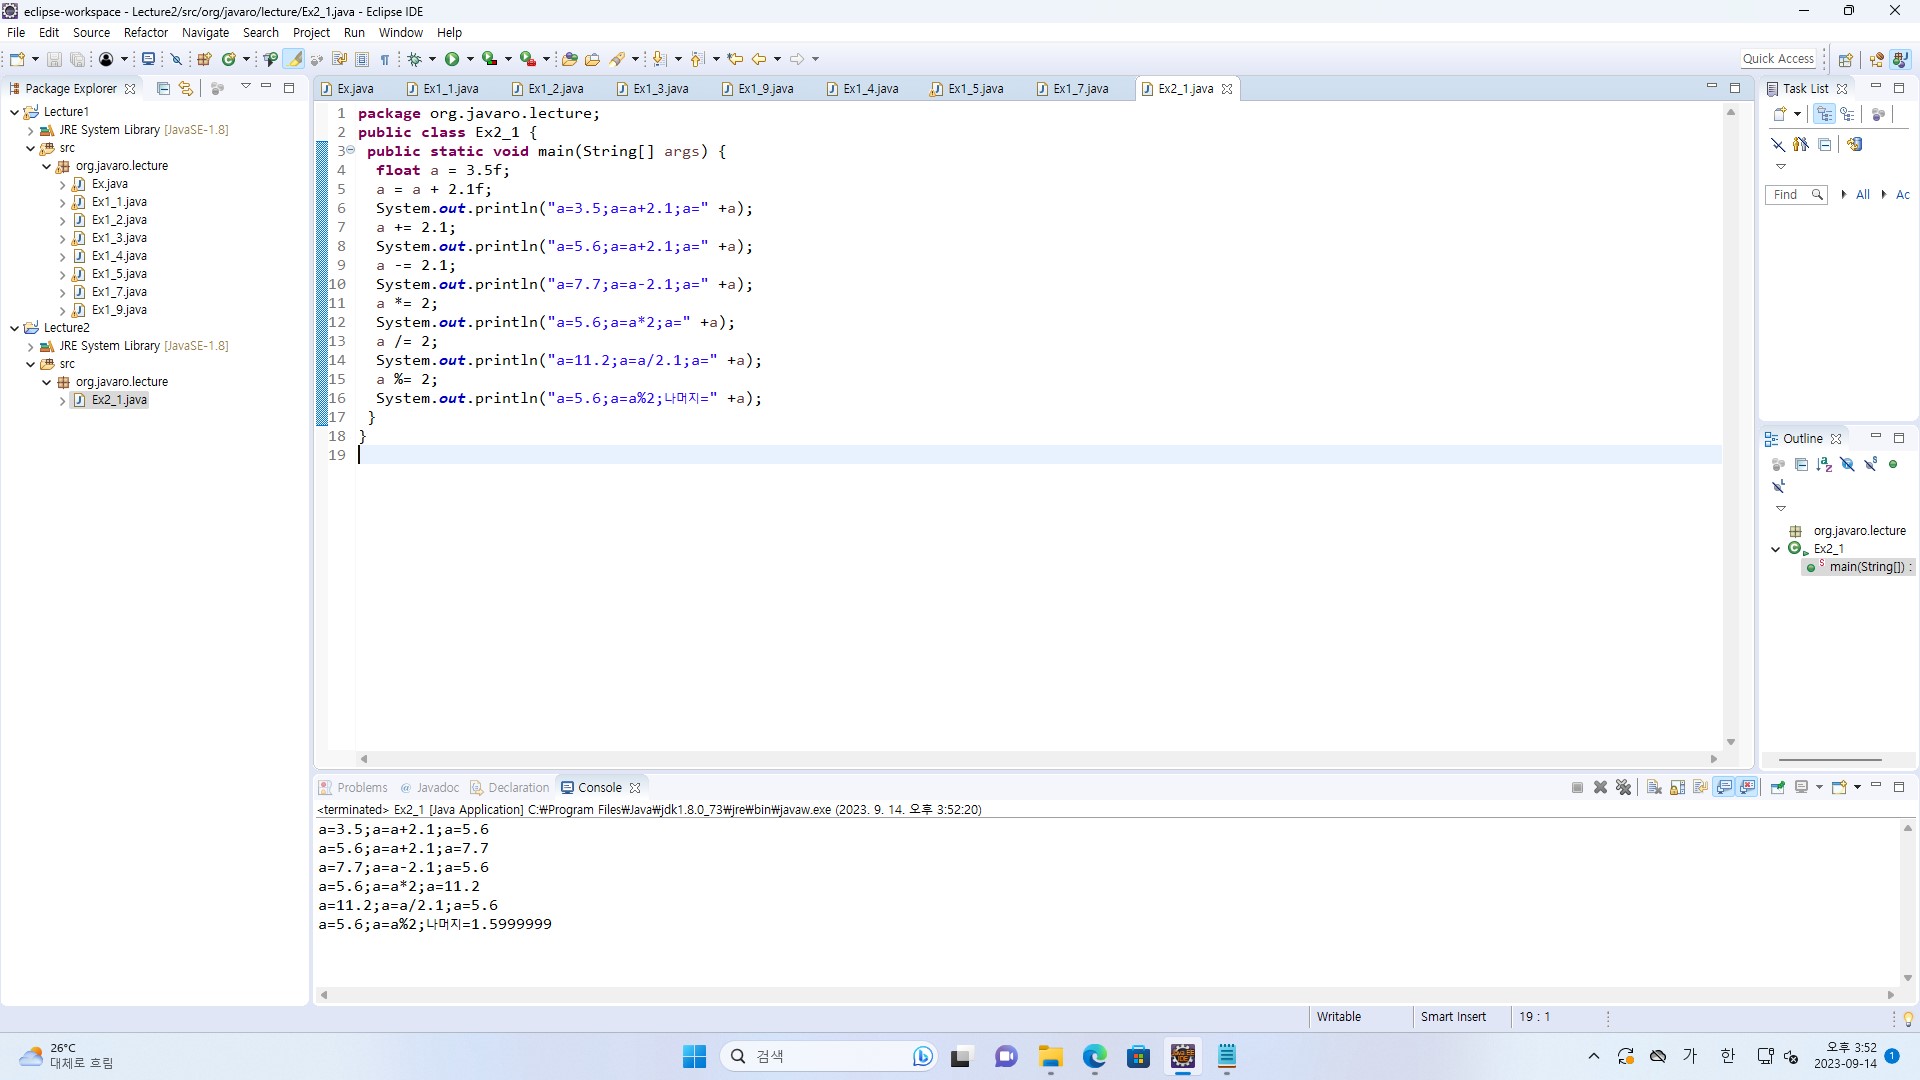 eclipse-workspace - Lecture2/src/org/javaro/lecture/Ex2_1.java - Eclipse IDE
File Edit Source Refactor Navigate Search Project Run Window Help
Quick Access
Package Explorer
Lecture1
JRE System Library [JavaSE-1.8]
src
org.javaro.lecture
Ex.java
Ex1_1.java
Ex1_2.java
Ex1_3.java
Ex1_4.java
Ex1_5.java
Ex1_7.java
Ex1_9.java
Lecture2
JRE System Library [JavaSE-1.8]
src
org.javaro.lecture
Ex2_1.java
Ex.java Ex1_1.java Ex1_2.java Ex1_3.java Ex1_9.java Ex1_4.java Ex1_5.java Ex1_7.java Ex2_1.java
1 package org.javaro.lecture;
2 public class Ex2_1 {
3 public static void main(String[] args) {
4 float a = 3.5f;
5 a = a + 2.1f;
6 System.out.println("a=3.5;a=a+2.1;a=" +a);
7 a += 2.1;
8 System.out.println("a=5.6;a=a+2.1;a=" +a);
9 a -= 2.1;
10 System.out.println("a=7.7;a=a-2.1;a=" +a);
11 a *= 2;
12 System.out.println("a=5.6;a=a*2;a=" +a);
13 a /= 2;
14 System.out.println("a=11.2;a=a/2.1;a=" +a);
15 a %= 2;
16 System.out.println("a=5.6;a=a%2;나머지=" +a);
17 }
18 }
19
Task List
Find All Ac
Outline
org.javaro.lecture
Ex2_1
main(String[]) :
Problems Javadoc Declaration Console
<terminated> Ex2_1 [Java Application] C:₩Program Files₩Java₩jdk1.8.0_73₩jre₩bin₩javaw.exe (2023. 9. 14. 오후 3:52:20)
a=3.5;a=a+2.1;a=5.6
a=5.6;a=a+2.1;a=7.7
a=7.7;a=a-2.1;a=5.6
a=5.6;a=a*2;a=11.2
a=11.2;a=a/2.1;a=5.6
a=5.6;a=a%2;나머지=1.5999999
Writable Smart Insert 19 : 1
26°C
대체로 흐림
검색
가 한
오후 3:52
2023-09-14
1